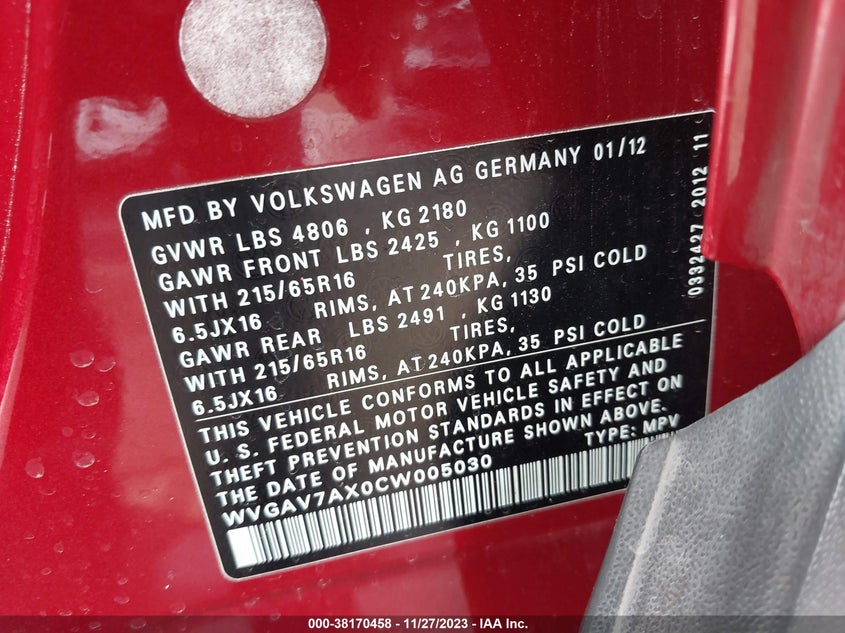 MFD BY VOLKSWAGEN AG GERMANY 01/12
GVWR LBS 4806 , KG 2180
GAWR FRONT LBS 2425 , KG 1100
WITH 215/65R16 TIRES,
6.5JX16 RIMS, AT 240KPA, 35 PSI COLD
GAWR REAR LBS 2491 , KG 1130
WITH 215/65R16 TIRES,
6.5JX16 RIMS, AT 240KPA, 35 PSI COLD
THIS VEHICLE CONFORMS TO ALL APPLICABLE
U. S. FEDERAL MOTOR VEHICLE SAFETY AND
THEFT PREVENTION STANDARDS IN EFFECT ON
THE DATE OF MANUFACTURE SHOWN ABOVE.
WVGAV7AX0CW005030 TYPE: MPV
0332427 2012 11
000-38170458 - 11/27/2023 - IAA Inc.